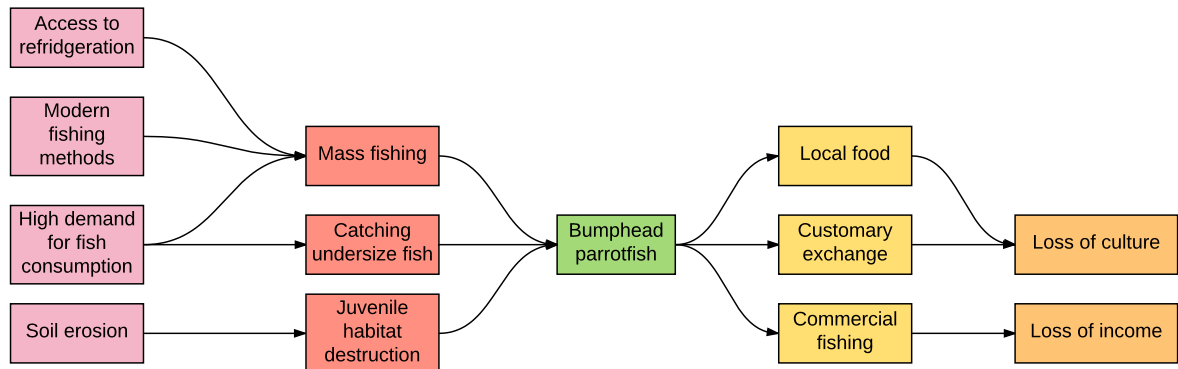 Access to
refridgeration
Modern
fishing
methods
High demand
for fish
consumption
Soil erosion
Mass fishing
Catching
undersize fish
Juvenile
habitat
destruction
Bumphead
parrotfish
Local food
Customary
exchange
Commercial
fishing
Loss of culture
Loss of income